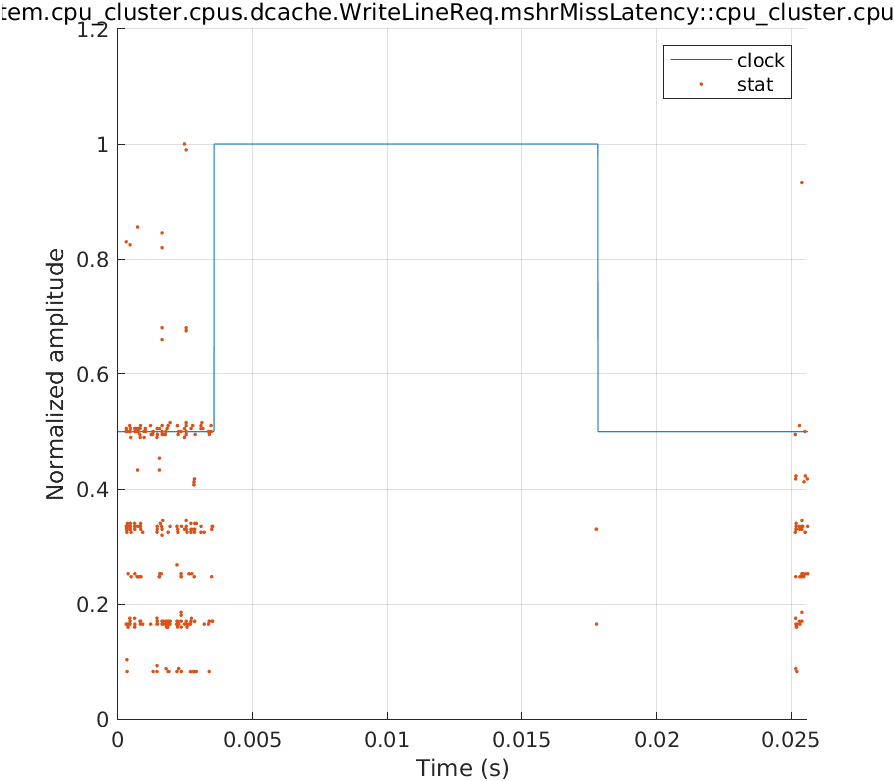 tem.cpu_cluster.cpus.dcache.WriteLineReq.mshrMissLatency::cpu_cluster.cpu
clock
stat
Normalized amplitude
1.2
1
0.8
0.6
0.4
0.2
0
0 0.005 0.01 0.015 0.02 0.025
Time (s)